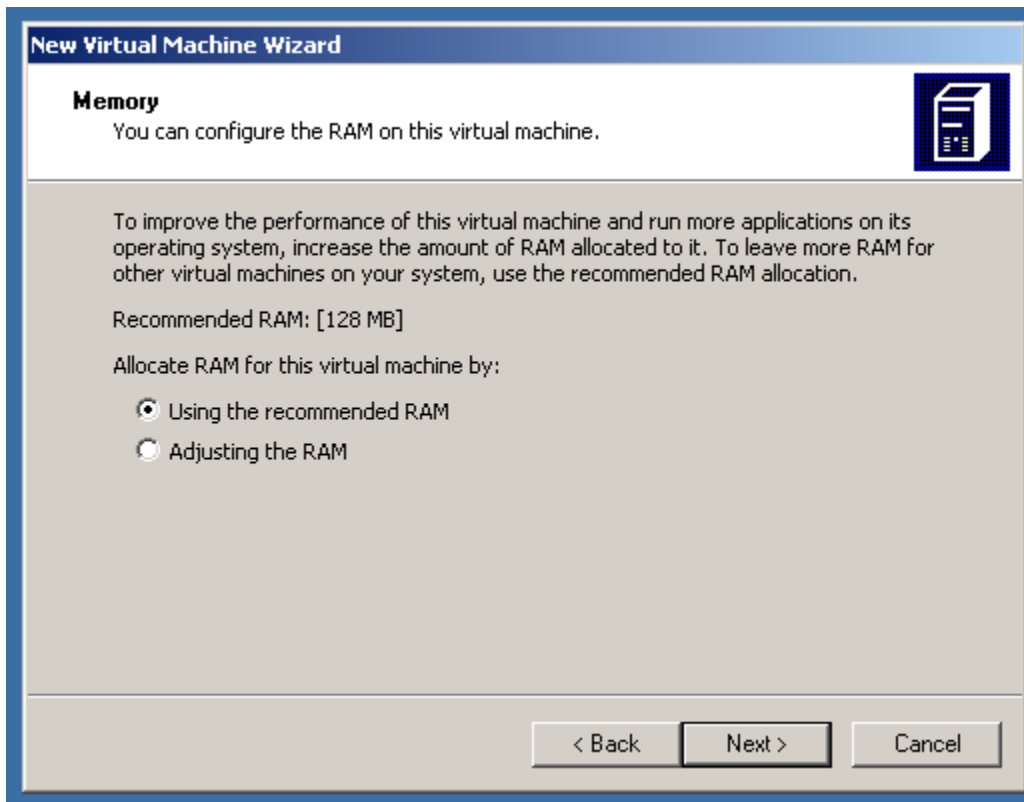 New Virtual Machine Wizard
Memory
You can configure the RAM on this virtual machine.
To improve the performance of this virtual machine and run more applications on its
operating system, increase the amount of RAM allocated to it. To leave more RAM for
other virtual machines on your system, use the recommended RAM allocation.
Recommended RAM: [128 MB]
Allocate RAM for this virtual machine by:
Using the recommended RAM
Adjusting the RAM
< Back Next > Cancel